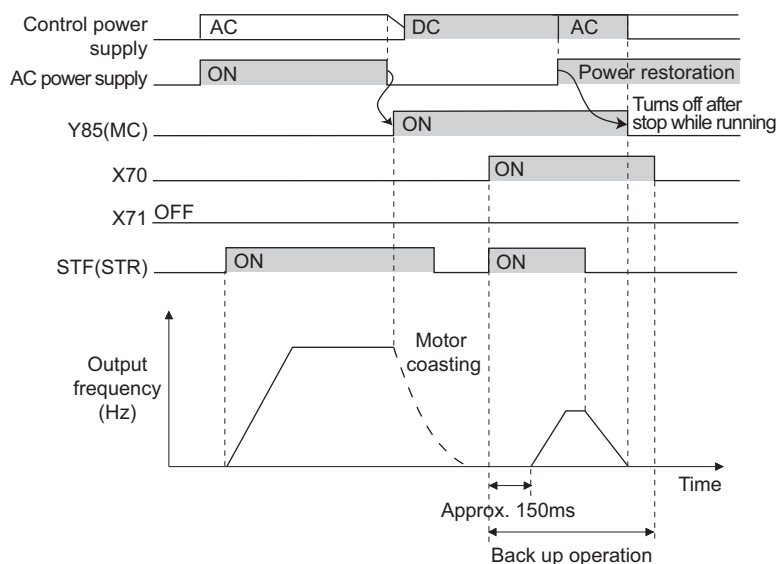 Control power
supply
AC
DC
AC
AC power supply
ON
Power restoration
Y85(MC)
ON
Turns off after
stop while running
X70
ON
X71
OFF
STF(STR)
ON
ON
Output
frequency
(Hz)
Motor
coasting
Time
Approx. 150ms
Back up operation